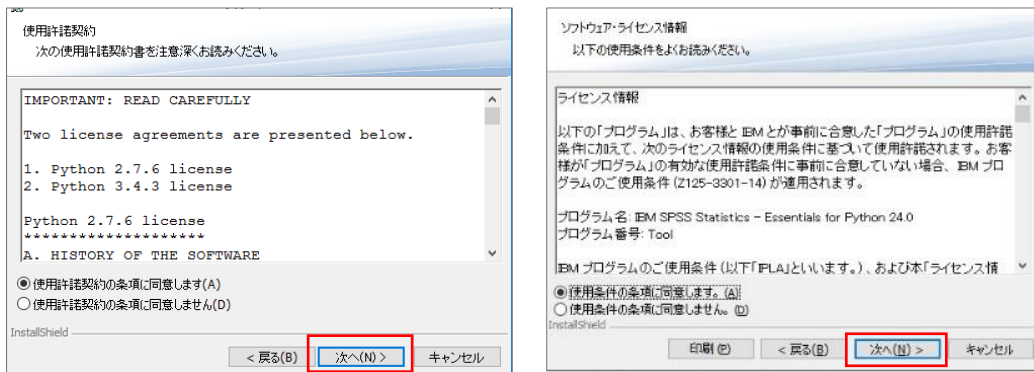 使用許諾契約
次の使用許諾契約書を注意深くお読みください。
IMPORTANT: READ CAREFULLY
Two license agreements are presented below.
1. Python 2.7.6 license
2. Python 3.4.3 license
Python 2.7.6 license
********************
A. HISTORY OF THE SOFTWARE
使用許諾契約の条項に同意します(A)
使用許諾契約の条項に同意しません(D)
InstallShield
< 戻る(B)
次へ(N) >
キャンセル
ソフトウェア・ライセンス情報
以下の使用条件をよくお読みください。
ライセンス情報
以下の「プログラム」は、お客様と IBM とが事前に合意した「プログラム」の使用許諾
条件に加えて、次のライセンス情報の使用条件に基づいて使用許諾されます。お客
様が「プログラム」の有効な使用許諾条件に事前に合意していない場合、IBM プロ
グラムのご使用条件 (Z125-3301-14) が適用されます。
プログラム名: IBM SPSS Statistics - Essentials for Python 24.0
プログラム番号: Tool
IBM プログラムのご使用条件 (以下「IPLA」といいます。)、および本「ライセンス情
使用条件の条項に同意します。(A)
使用条件の条項に同意しません。(D)
InstallShield
印刷(P)
< 戻る(B)
次へ(N) >
キャンセル